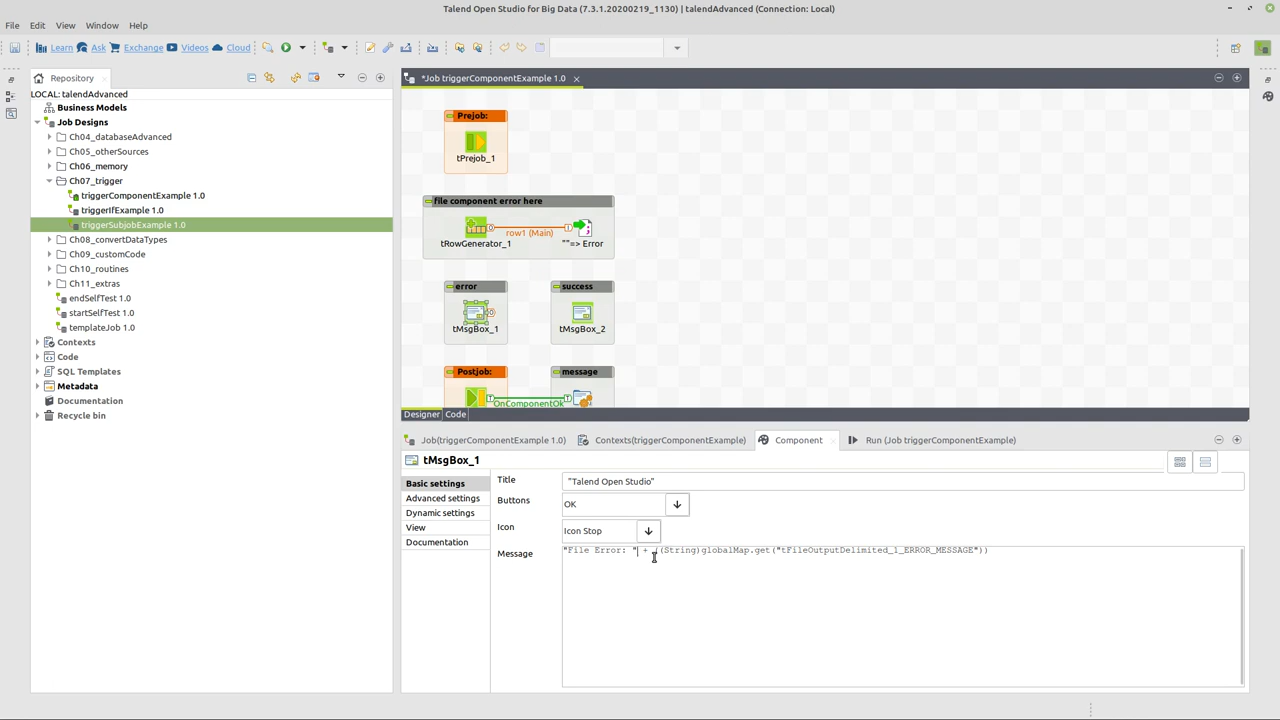 Talend Open Studio for Big Data (7.3.1.20200219_1130) | talendAdvanced (Connection: Local)
File Edit View Window Help
Learn Ask Exchange Videos Cloud
Repository
LOCAL: talendAdvanced
Business Models
Job Designs
Ch04_databaseAdvanced
Ch05_otherSources
Ch06_memory
Ch07_trigger
triggerComponentExample 1.0
triggerIfExample 1.0
triggerSubjobExample 1.0
Ch08_convertDataTypes
Ch09_customCode
Ch10_routines
Ch11_extras
endSelfTest 1.0
startSelfTest 1.0
templateJob 1.0
Contexts
Code
SQL Templates
Metadata
Documentation
Recycle bin
*Job triggerComponentExample 1.0
Prejob:
tPrejob_1
file component error here
row1 (Main)
tRowGenerator_1 ""=> Error
error success
tMsgBox_1 tMsgBox_2
Postjob: message
OnComponentOk
Designer Code
Job(triggerComponentExample 1.0) Contexts(triggerComponentExample) Component Run (Job triggerComponentExample)
tMsgBox_1
Basic settings
Advanced settings
Dynamic settings
View
Documentation
Title "Talend Open Studio"
Buttons OK
Icon Icon Stop
Message "File Error: " + ((String)globalMap.get("tFileOutputDelimited_1_ERROR_MESSAGE"))